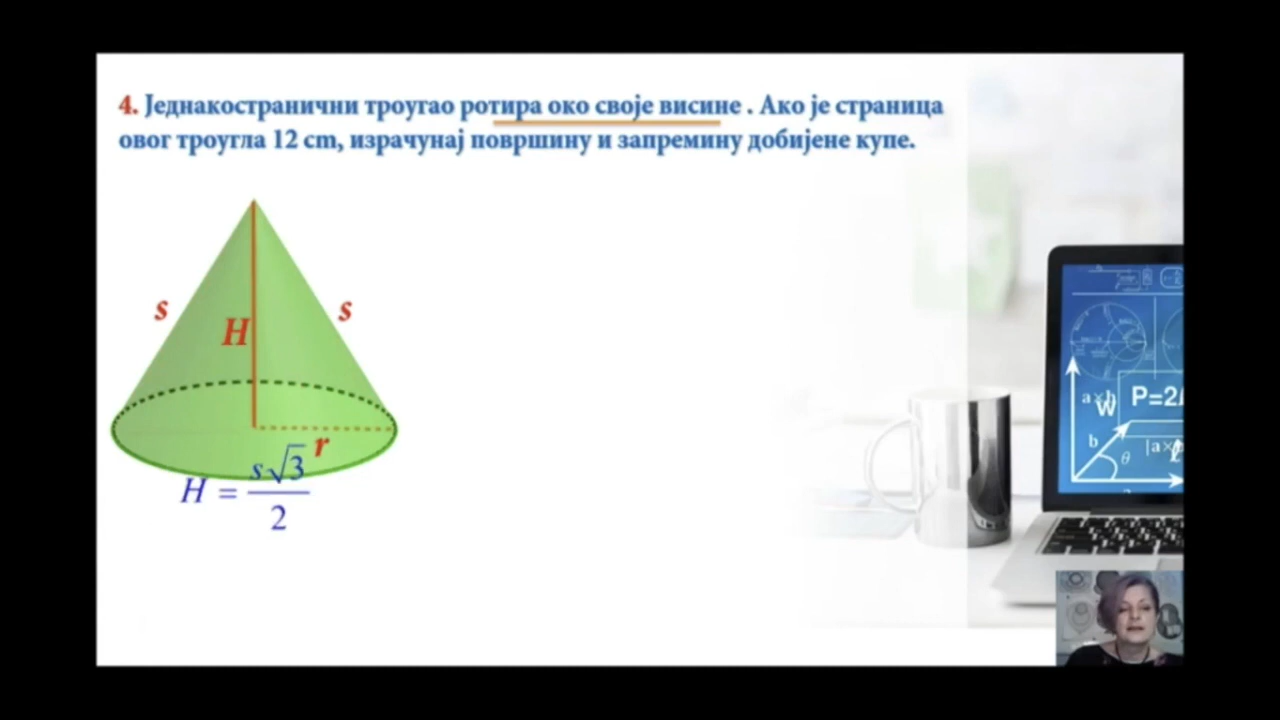 4. Једнакостранични троугао ротира око своје висине . Ако је страница
овог троугла 12 cm, израчунај површину и запремину добијене купе.
s
s
H
r
H = s√3/2
P=2
a×b
W
b
θ
|a×
ℓ